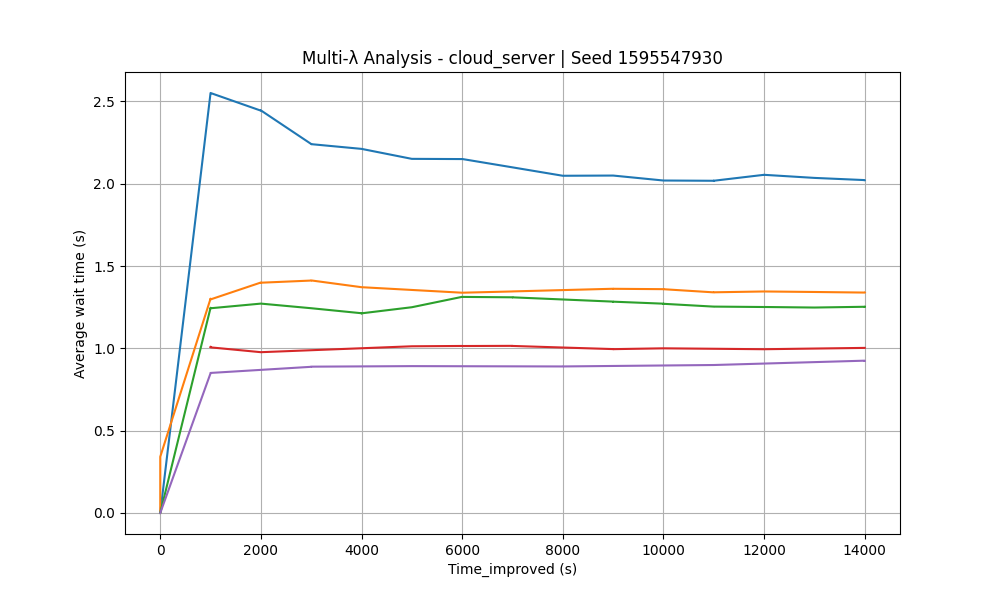 Multi-λ Analysis - cloud_server | Seed 1595547930
Average wait time (s)
2.5
2.0
1.5
1.0
0.5
0.0
0 2000 4000 6000 8000 10000 12000 14000
Time_improved (s)